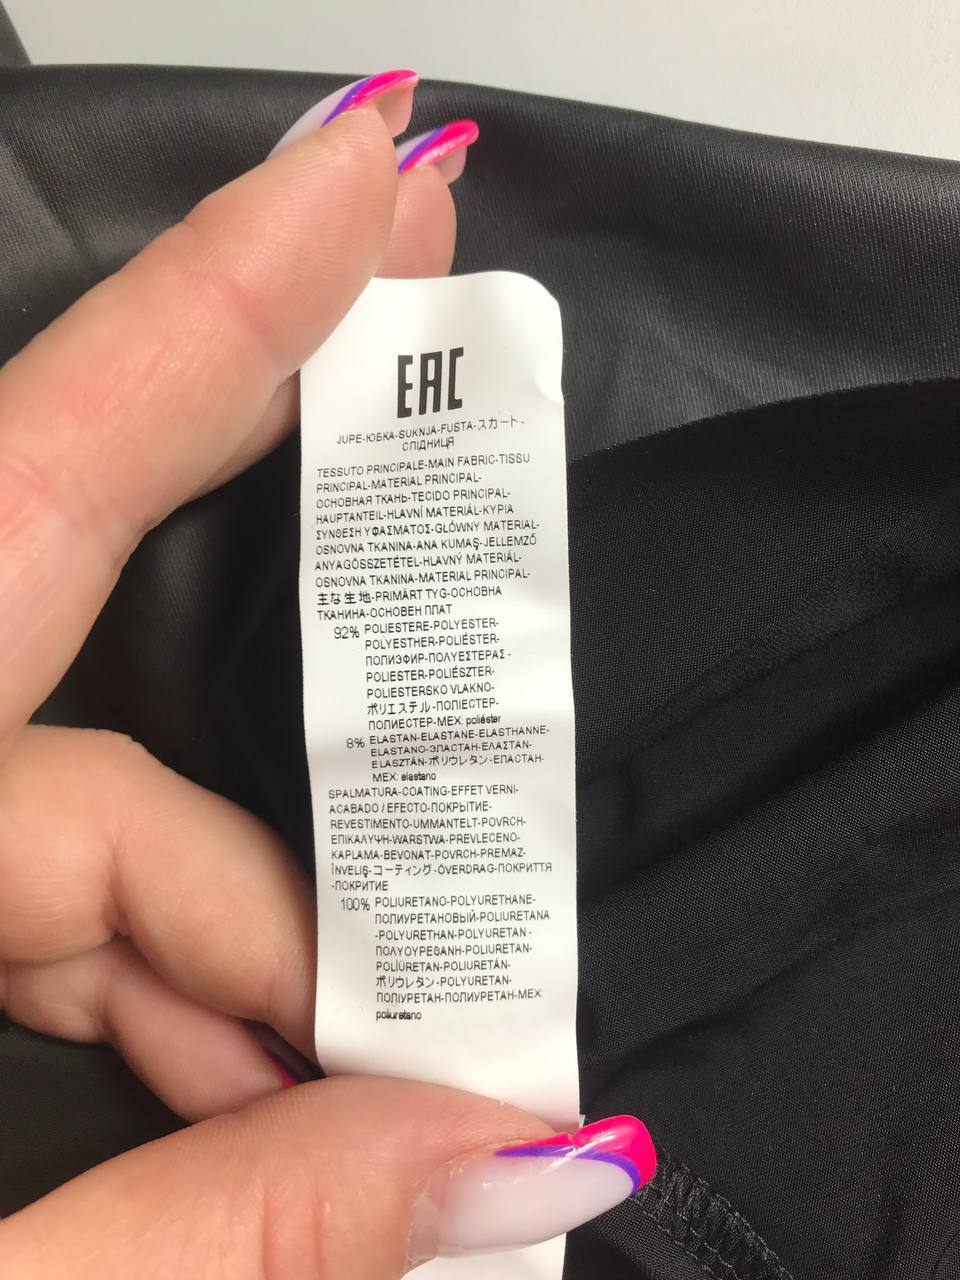 EAC
JUPE-ЮБКА-SUKNJA-FUSTA-スカート-
СПІДНИЦЯ
TESSUTO PRINCIPALE-MAIN FABRIC-TISSU
PRINCIPAL-MATERIAL PRINCIPAL-
ОСНОВНАЯ ТКАНЬ-TECIDO PRINCIPAL-
HAUPTANTEIL-HLAVNÍ MATERIÁL-ΚΥΡΙΑ
ΣΥΝΘΕΣΗ ΥΦΑΣΜΑΤΟΣ-GŁÓWNY MATERIAŁ-
OSNOVNA TKANINA-ANA KUMAŞ-JELLEMZŐ
ANYAGÖSSZETÉTEL-HLAVNÝ MATERIÁL-
OSNOVNA TKANINA-MATERIAL PRINCIPAL-
主な生地-PRIMÄRT TYG-ОСНОВНА
ТКАНИНА-ОСНОВЕН ПЛАТ
92% POLIESTERE-POLYESTER-
POLYESTHER-POLIÉSTER-
ПОЛИЭФИР-ΠΟΛΥΕΣΤΕΡΑΣ-
POLIESTER-POLIÉSZTER-
POLIESTERSKO VLAKNO-
ポリエステル-ПОЛІЕСТЕР-
ПОЛИЕСТЕР-MEX: poliéster
8% ELASTAN-ELASTANE-ELASTHANNE-
ELASTANO-ЭЛАСТАН-ΕΛΑΣΤΑΝ-
ELASZTÁN-ポリウレタン-ЕЛАСТАН-
MEX: elastano
SPALMATURA-COATING-EFFET VERNI-
ACABADO / EFECTO-ПОКРЫТИЕ-
REVESTIMENTO-UMMANTELT-POVRCH-
ΕΠΙΚΑΛΥΨΗ-WARSTWA-PREVLEČENO-
KAPLAMA-BEVONAT-POVRCH-PREMAZ-
ÎNVELIŞ-コーティング-ÖVERDRAG-ПОКРИТТЯ
-ПОКРИТИЕ
100% POLIURETANO-POLYURETHANE-
ПОЛИУРЕТАНОВЫЙ-POLIURETANA
-POLYURETHAN-POLYURETAN-
ΠΟΛΥΟΥΡΕΘΑΝΗ-POLIURETAN-
POLİÜRETAN-POLIURETÁN-
ポリウレタン-POLYURETAN-
ПОЛІУРЕТАН-ПОЛИУРЕТАН-MEX:
poliuretano